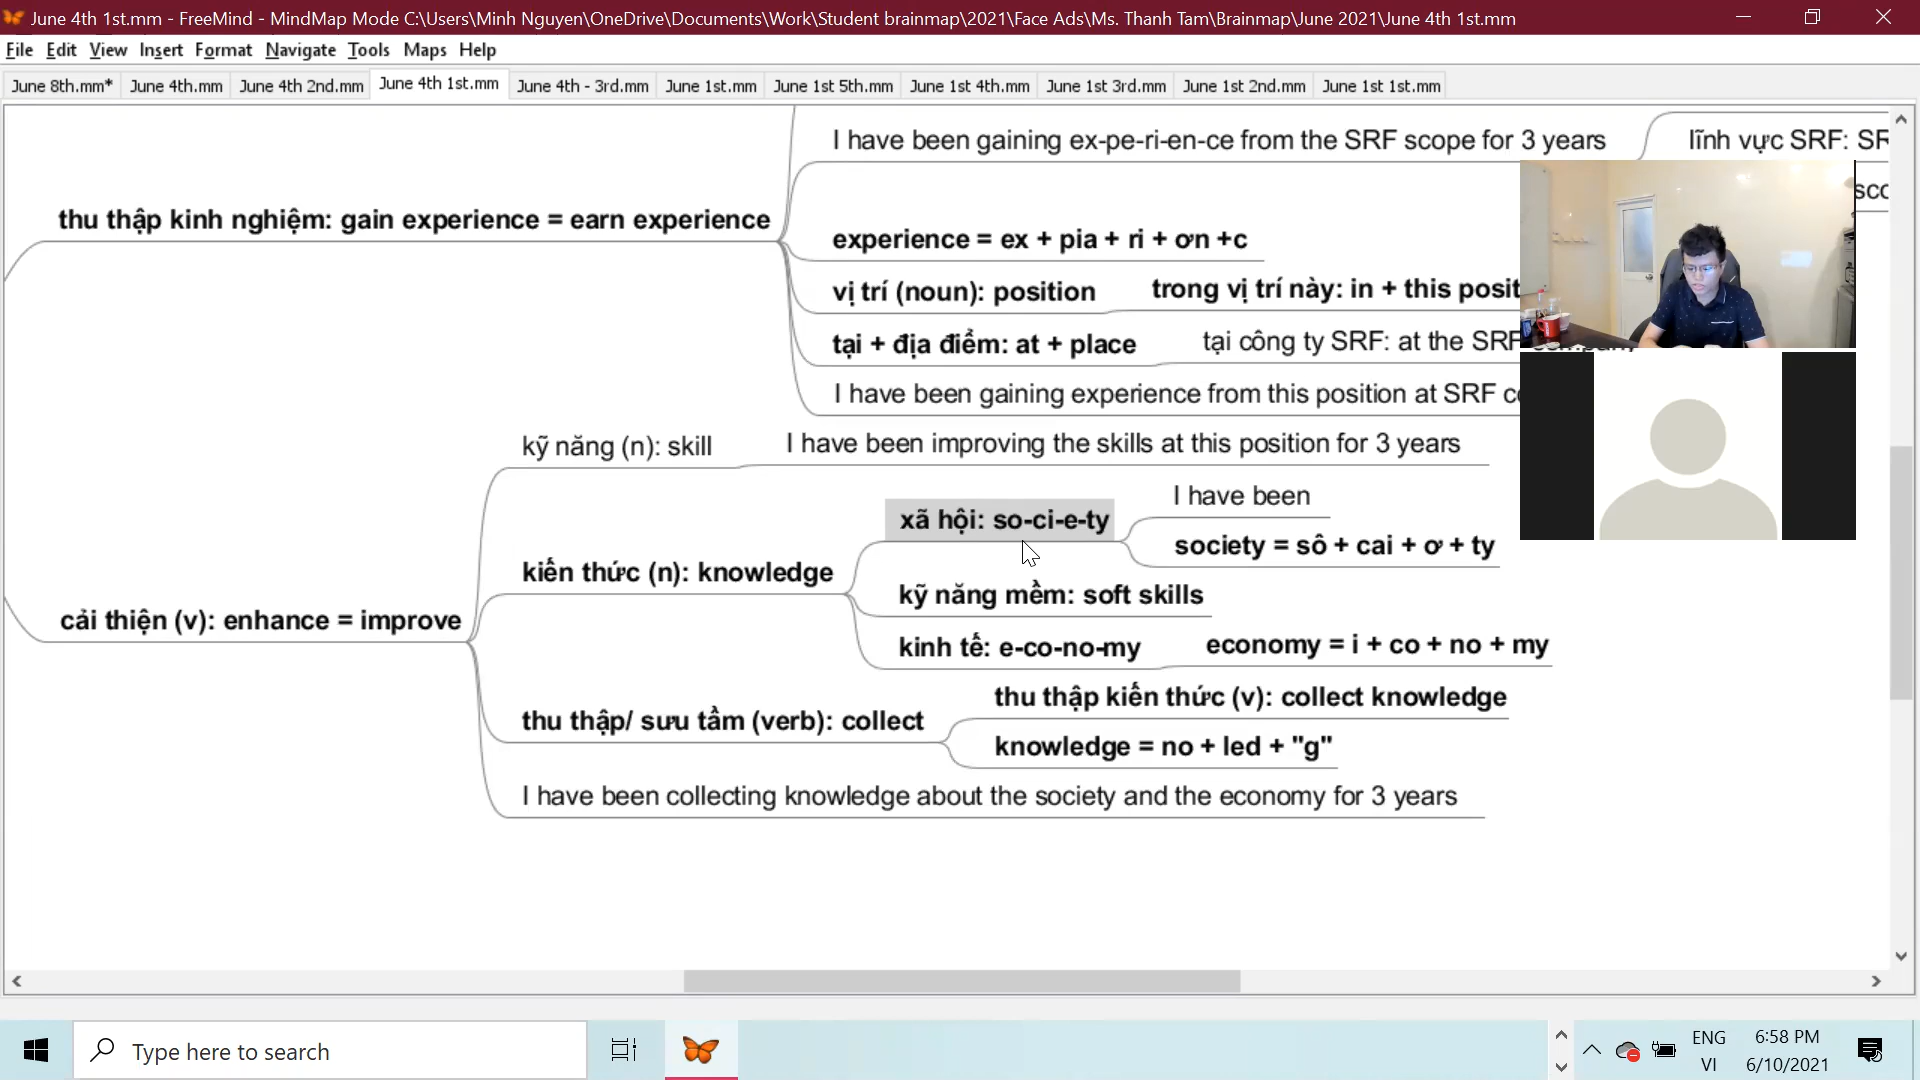 June 4th 1st.mm - FreeMind - MindMap Mode C:\Users\Minh Nguyen\OneDrive\Documents\Work\Student brainmap\2021\Face Ads\Ms. Thanh Tam\Brainmap\June 2021\June 4th 1st.mm
File Edit View Insert Format Navigate Tools Maps Help
June 8th.mm* June 4th.mm June 4th 2nd.mm June 4th 1st.mm June 4th - 3rd.mm June 1st.mm June 1st 5th.mm June 1st 4th.mm June 1st 3rd.mm June 1st 2nd.mm June 1st 1st.mm
I have been gaining ex-pe-ri-en-ce from the SRF scope for 3 years
lĩnh vực SRF: SR
thu thập kinh nghiệm: gain experience = earn experience
experience = ex + pia + ri + ơn +c
vị trí (noun): position
trong vị trí này: in + this posit
tại + địa điểm: at + place
tại công ty SRF: at the SRF
I have been gaining experience from this position at SRF
kỹ năng (n): skill
I have been improving the skills at this position for 3 years
xã hội: so-ci-e-ty
I have been
society = sô + cai + ơ + ty
kiến thức (n): knowledge
kỹ năng mềm: soft skills
cải thiện (v): enhance = improve
kinh tế: e-co-no-my
economy = i + co + no + my
thu thập/ sưu tầm (verb): collect
thu thập kiến thức (v): collect knowledge
knowledge = no + led + "g"
I have been collecting knowledge about the society and the economy for 3 years
Type here to search
ENG
VI
6:58 PM
6/10/2021